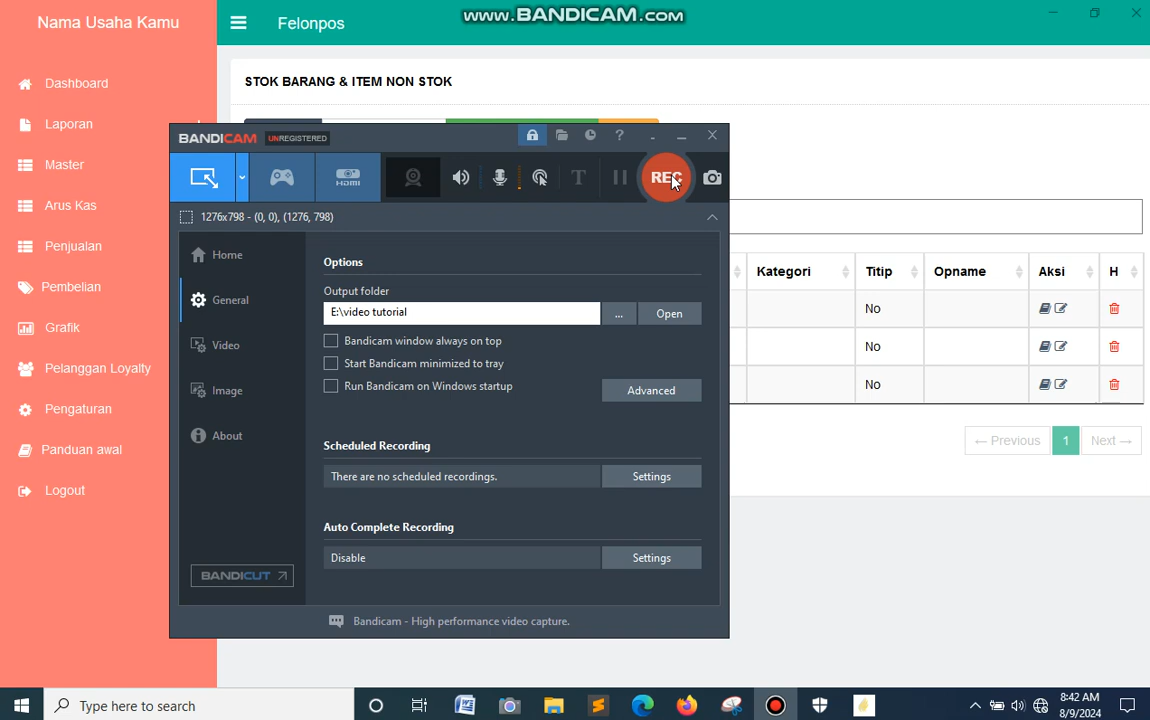 Nama Usaha Kamu
Felonpos
www.BANDICAM.com
Dashboard
Laporan
Master
Arus Kas
Penjualan
Pembelian
Grafik
Pelanggan Loyalty
Pengaturan
Panduan awal
Logout
STOK BARANG & ITEM NON STOK
BANDICAM UNREGISTERED
HDMI
REC
1276x798 - (0, 0), (1276, 798)
Home
General
Video
Image
About
BANDICUT
Options
Output folder
E:\video tutorial
... Open
Bandicam window always on top
Start Bandicam minimized to tray
Run Bandicam on Windows startup
Advanced
Scheduled Recording
There are no scheduled recordings. Settings
Auto Complete Recording
Disable Settings
Bandicam - High performance video capture.
Kategori Titip Opname Aksi H
No
No
No
← Previous 1 Next →
Type here to search
8:42 AM
8/9/2024